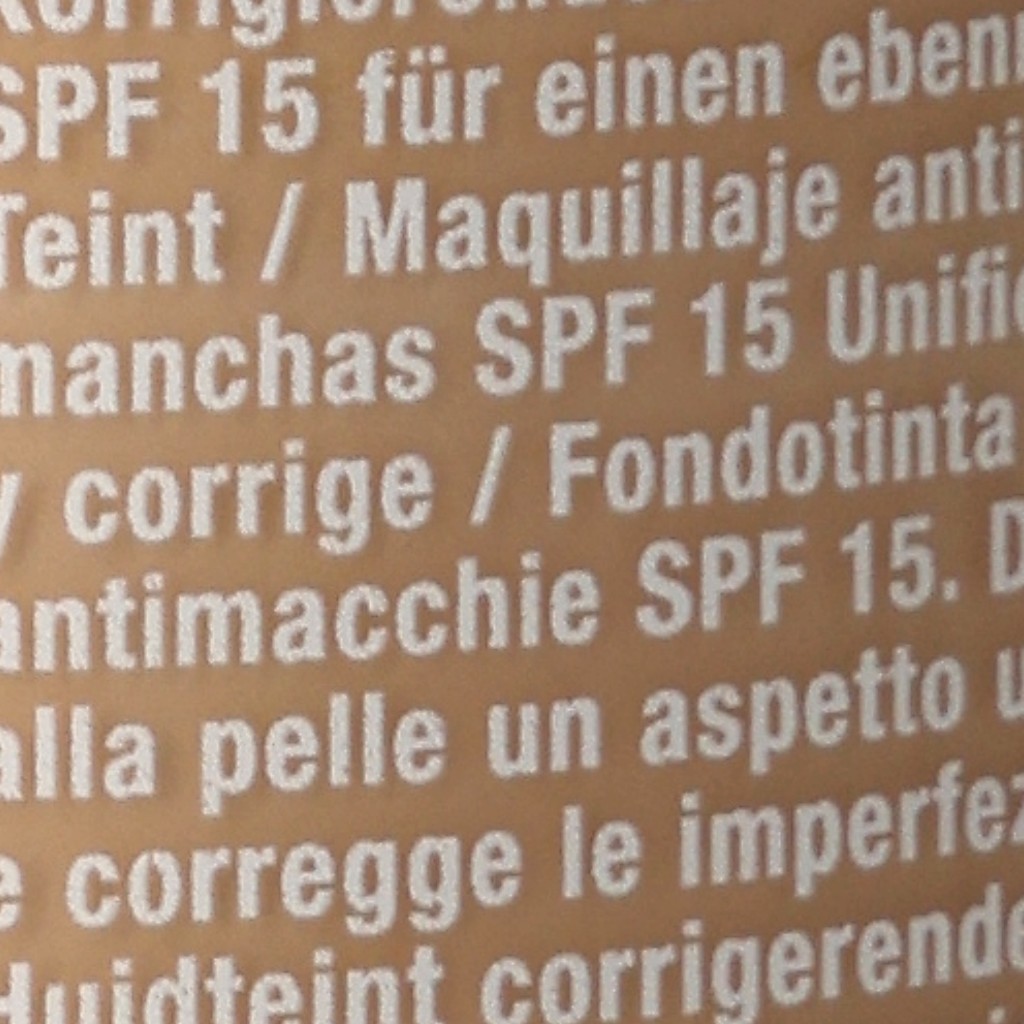 SPF 15 für einen eben
Teint / Maquillaje anti
manchas SPF 15 Unifi
y corrige / Fondotinta
antimacchie SPF 15. D
alla pelle un aspetto u
e corregge le imperfez
Huidteint corrigerende